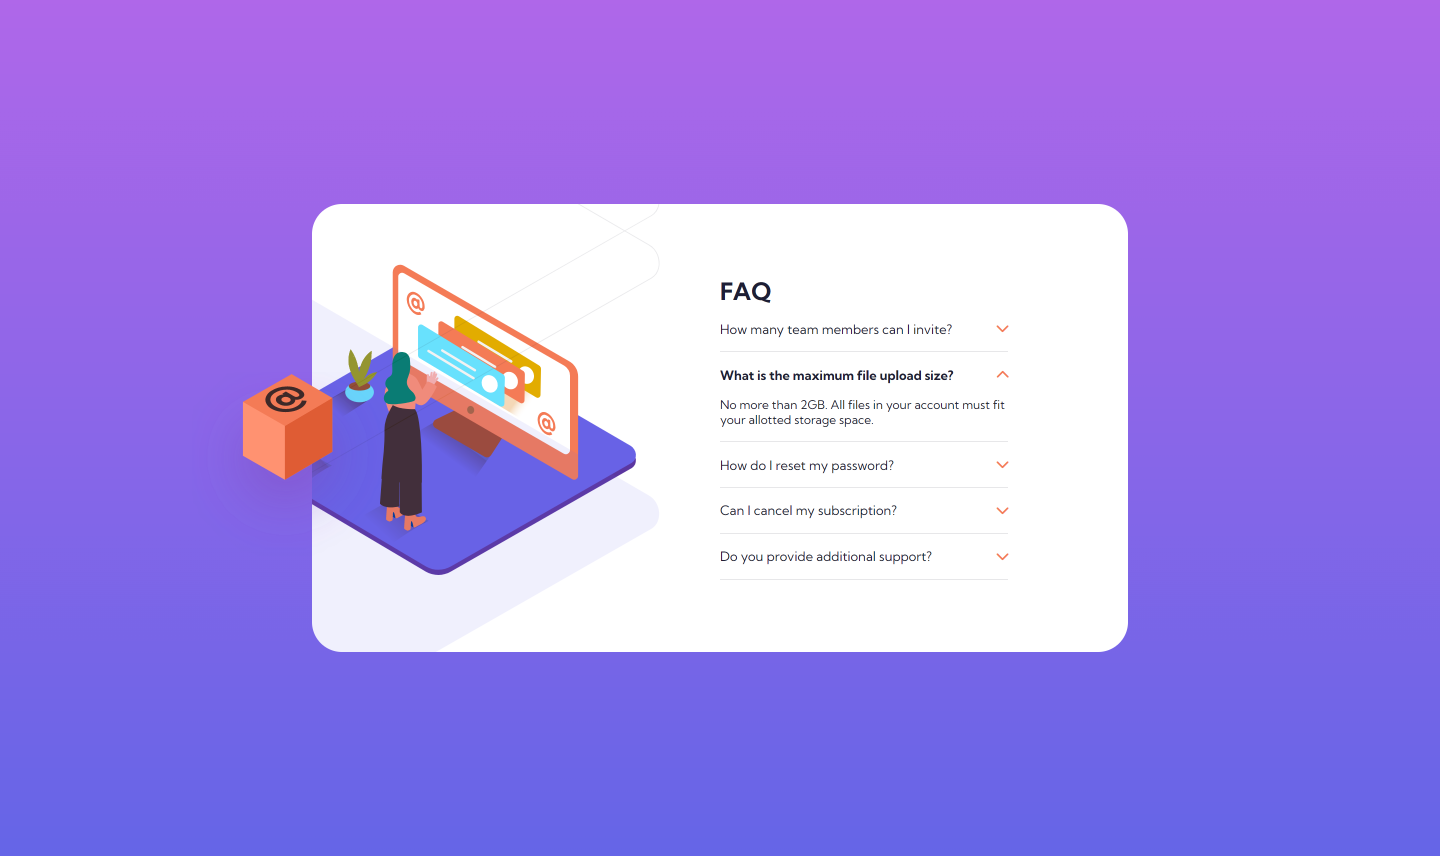 FAQ
How many team members can I invite?
What is the maximum file upload size?
No more than 2GB. All files in your account must fit
your allotted storage space.
How do I reset my password?
Can I cancel my subscription?
Do you provide additional support?
@
@
@